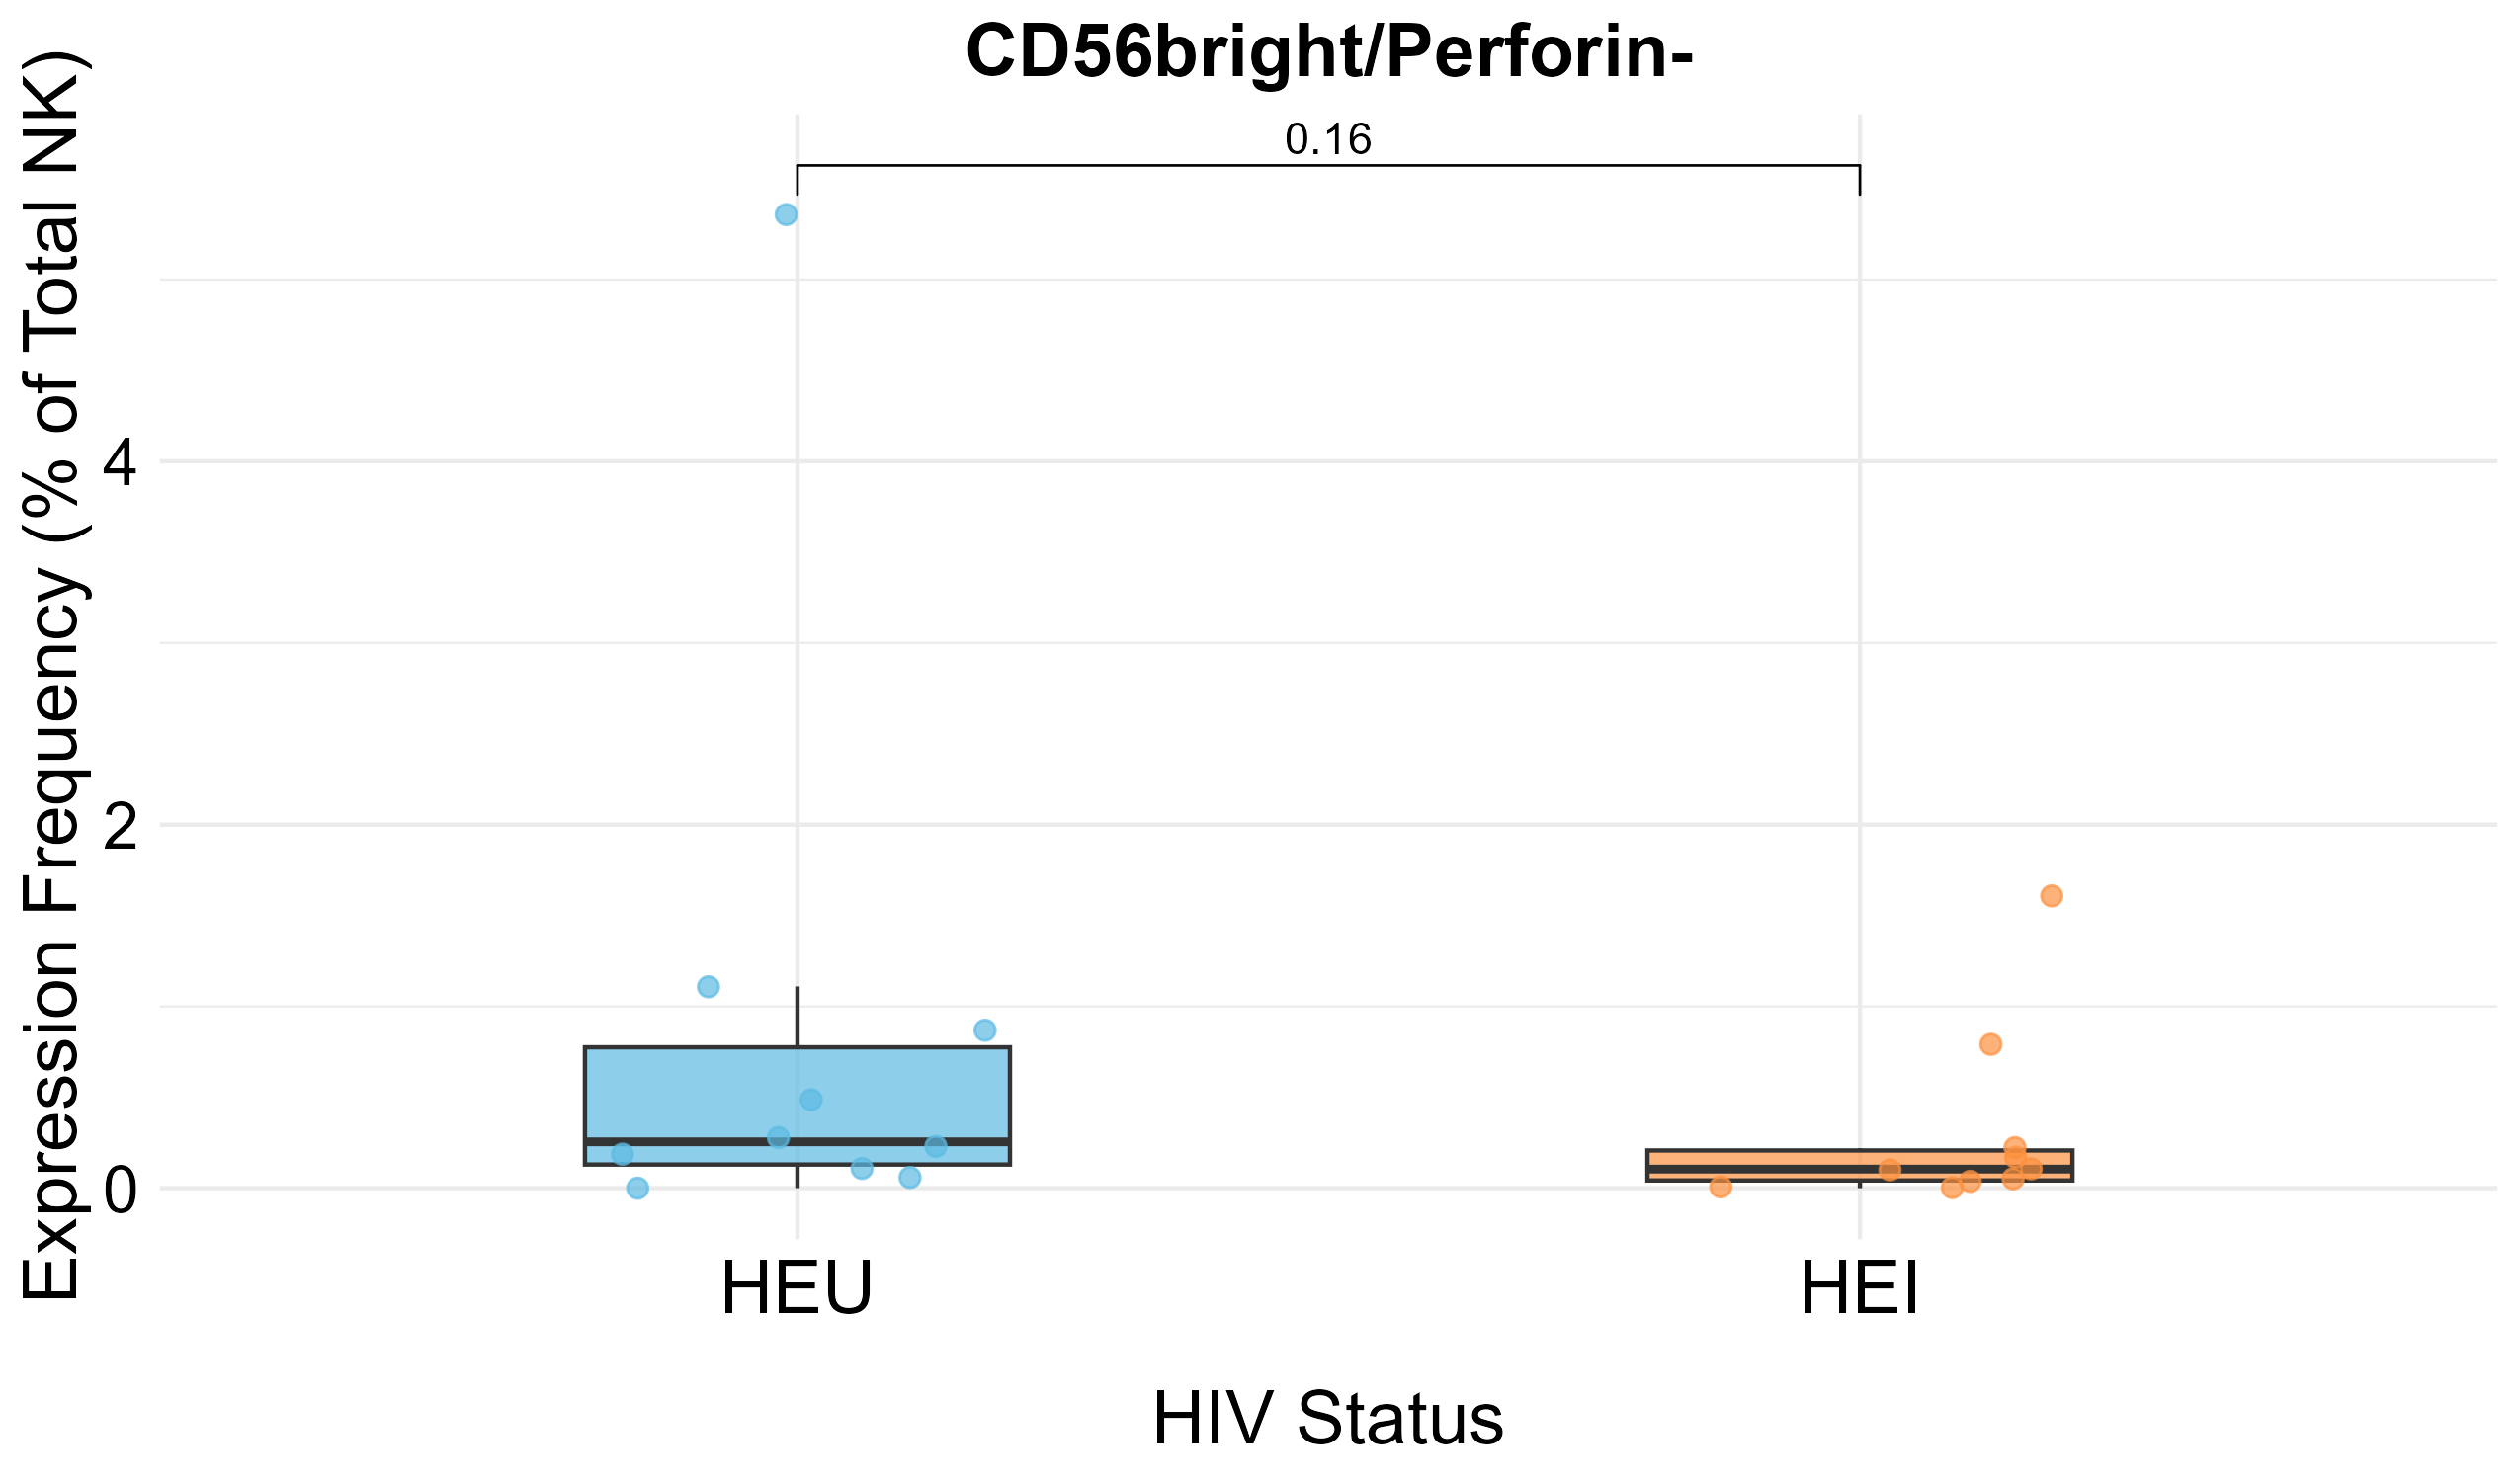 CD56bright/Perforin-
0.16
Expression Frequency (% of Total NK)
4
2
0
HEU
HEI
HIV Status